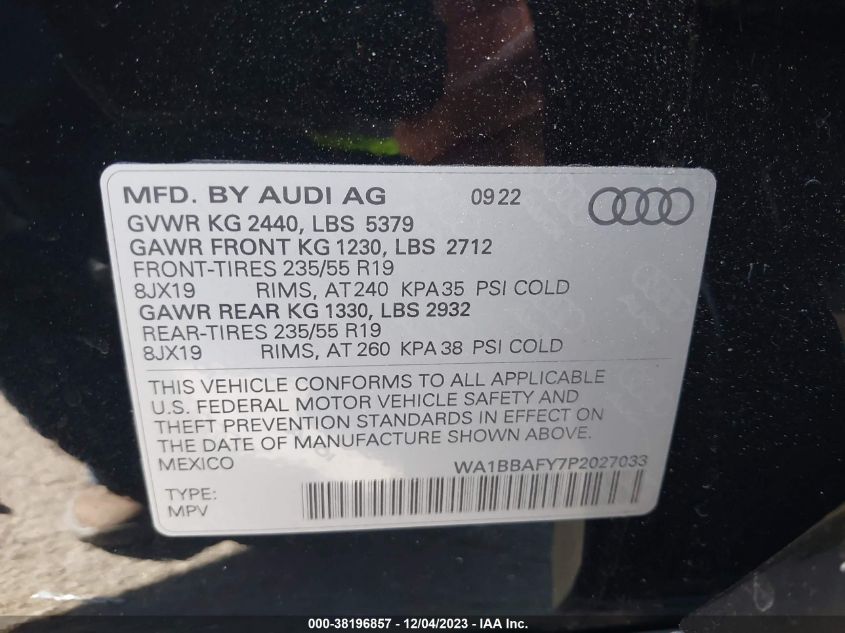 MFD. BY AUDI AG 09 22
GVWR KG 2440, LBS 5379
GAWR FRONT KG 1230, LBS 2712
FRONT-TIRES 235/55 R19
8JX19 RIMS, AT 240 KPA 35 PSI COLD
GAWR REAR KG 1330, LBS 2932
REAR-TIRES 235/55 R19
8JX19 RIMS, AT 260 KPA 38 PSI COLD
THIS VEHICLE CONFORMS TO ALL APPLICABLE
U.S. FEDERAL MOTOR VEHICLE SAFETY AND
THEFT PREVENTION STANDARDS IN EFFECT ON
THE DATE OF MANUFACTURE SHOWN ABOVE.
MEXICO WA1BBAFY7P2027033
TYPE:
MPV
000-38196857 - 12/04/2023 - IAA Inc.